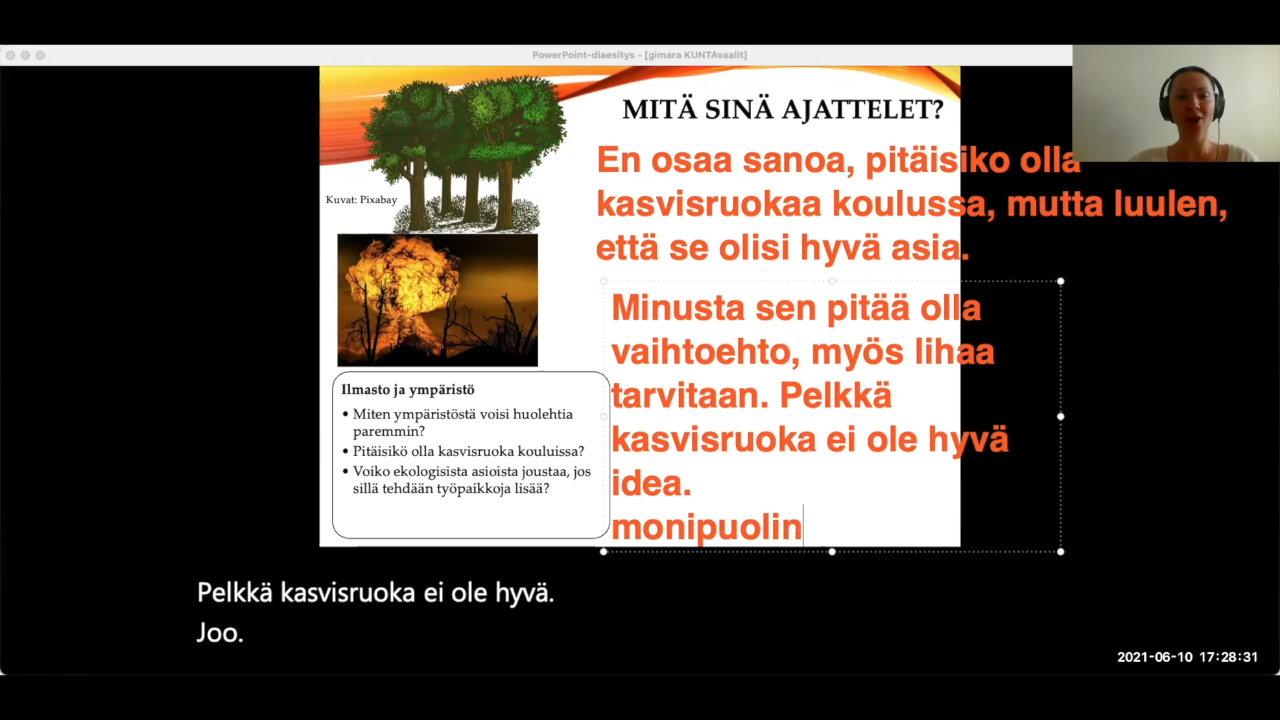 PowerPoint-diaesitys - [gimara KUNTAvaalit]
MITÄ SINÄ AJATTELET?
En osaa sanoa, pitäisiko olla
kasvisruokaa koulussa, mutta luulen,
että se olisi hyvä asia.
Kuvat: Pixabay
Minusta sen pitää olla
vaihtoehto, myös lihaa
tarvitaan. Pelkkä
kasvisruoka ei ole hyvä
idea.
monipuolin
Ilmasto ja ympäristö
• Miten ympäristöstä voisi huolehtia
paremmin?
• Pitäisikö olla kasvisruoka kouluissa?
• Voiko ekologisista asioista joustaa, jos
sillä tehdään työpaikkoja lisää?
Pelkkä kasvisruoka ei ole hyvä.
Joo.
2021-06-10 17:28:31